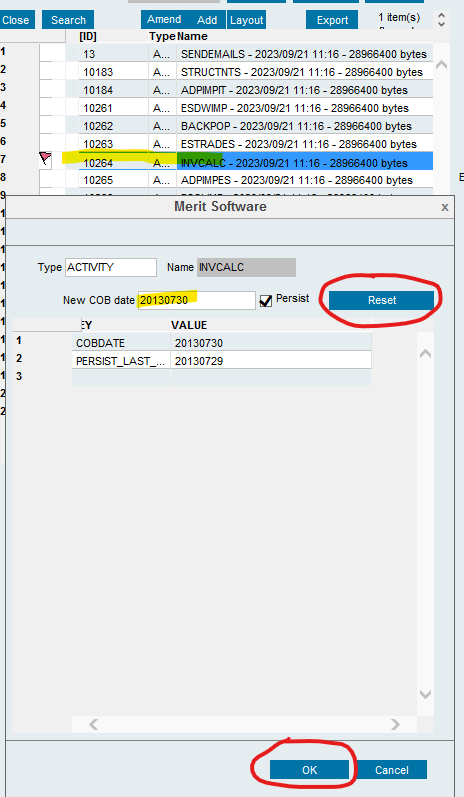 Close Search Amend Add Layout Export 1 item(s)
[ID] Type Name
1 13 A... SENDEMAILS - 2023/09/21 11:16 - 28966400 bytes
2 10183 A... STRUCTNTS - 2023/09/21 11:16 - 28966400 bytes
3 10184 A... ADPIMPIT - 2023/09/21 11:16 - 28966400 bytes
4 10261 A... ESDWIMP - 2023/09/21 11:16 - 28966400 bytes
5 10262 A... BACKPOP - 2023/09/21 11:16 - 28966400 bytes
6 10263 A... ESTRADES - 2023/09/21 11:16 - 28966400 bytes
7 10264 A... INVCALC - 2023/09/21 11:16 - 28966400 bytes
8 10265 A... ADPIMPES - 2023/09/21 11:16 - 28966400 bytes
9
Merit Software x
Type ACTIVITY Name INVCALC
New COB date 20130730 Persist Reset
EY VALUE
1 COBDATE 20130730
2 PERSIST_LAST_... 20130729
3
OK Cancel